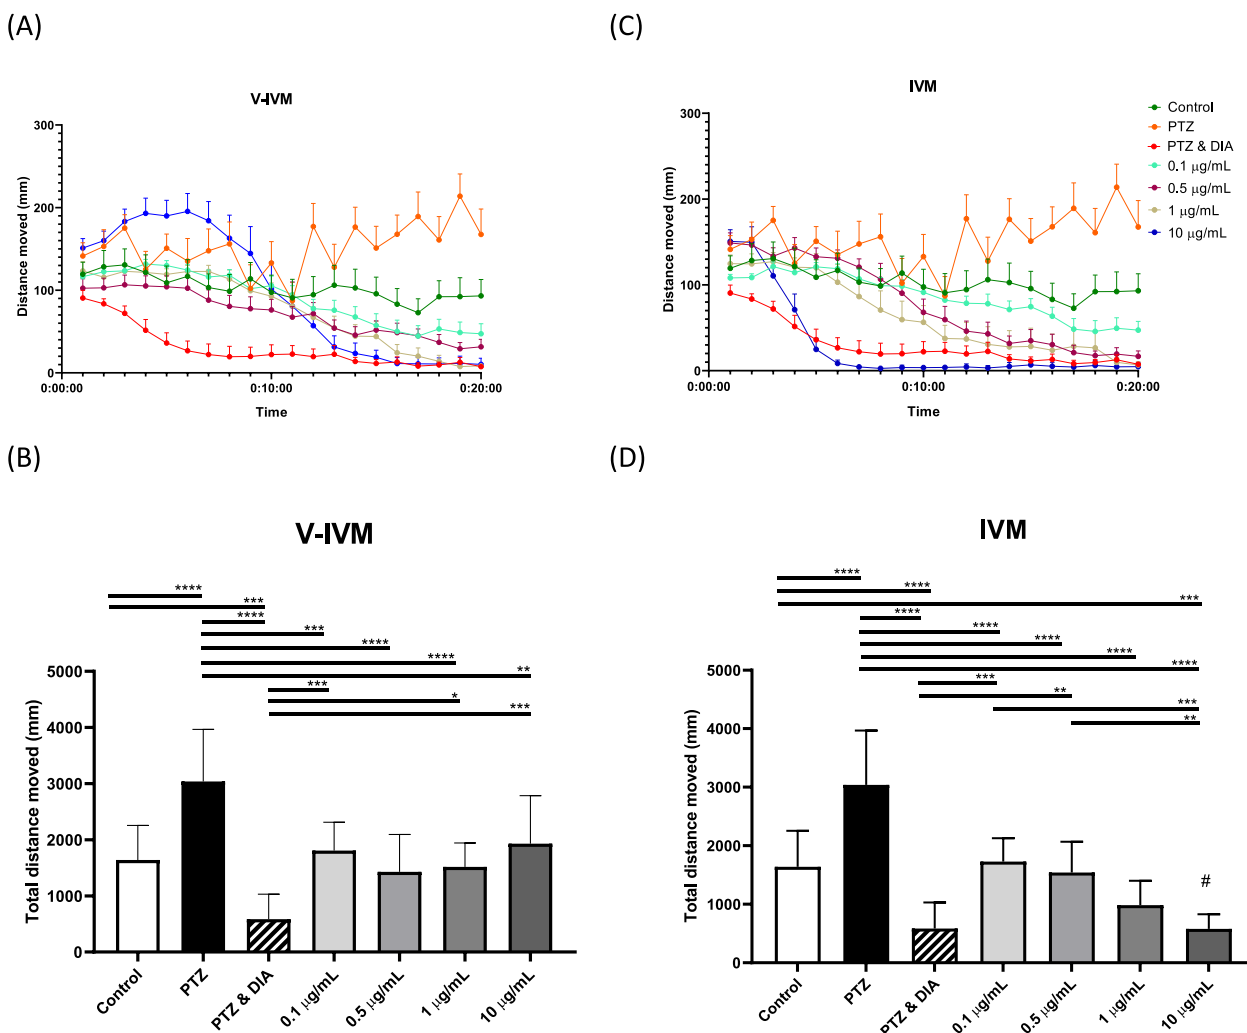 (A)
V-IVM
Distance moved (mm)
300
200
100
0
0:00:00
0:10:00
0:20:00
Time
(C)
IVM
Distance moved (mm)
300
200
100
0
0:00:00
0:10:00
0:20:00
Time
Control
PTZ
PTZ & DIA
0.1 μg/mL
0.5 μg/mL
1 μg/mL
10 μg/mL
(B)
V-IVM
****
***
****
***
****
****
**
***
*
***
Total distance moved (mm)
5000
4000
3000
2000
1000
0
Control
PTZ
PTZ & DIA
0.1 μg/mL
0.5 μg/mL
1 μg/mL
10 μg/mL
(D)
IVM
****
****
***
****
****
****
****
****
***
**
***
**
Total distance moved (mm)
5000
4000
3000
2000
1000
0
#
Control
PTZ
PTZ & DIA
0.1 μg/mL
0.5 μg/mL
1 μg/mL
10 μg/mL